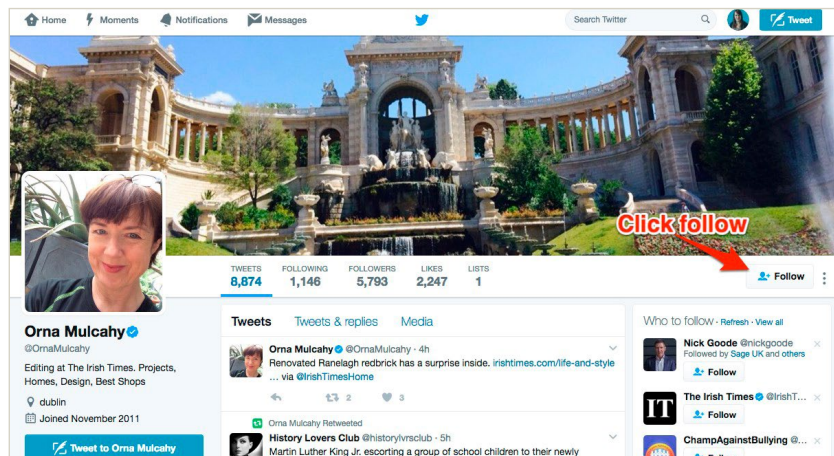 Home Moments Notifications Messages Search Twitter Tweet
Click follow
TWEETS FOLLOWING FOLLOWERS LIKES LISTS
8,874 1,146 5,793 2,247 1
Follow
Orna Mulcahy
@OrnaMulcahy
Editing at The Irish Times. Projects,
Homes, Design, Best Shops
dublin
Joined November 2011
Tweet to Orna Mulcahy
Tweets Tweets & replies Media
Orna Mulcahy @OrnaMulcahy · 4h
Renovated Ranelagh redbrick has a surprise inside. irishtimes.com/life-and-style
... via @IrishTimesHome
2 3
Orna Mulcahy Retweeted
History Lovers Club @historylvrsclub · 5h
Martin Luther King Jr. escorting a group of school children to their newly
Who to follow · Refresh · View all
Nick Goode @nickgoode
Followed by Sage UK and others
Follow
IT
The Irish Times @IrishT...
Follow
ChampAgainstBullying @...
Follow